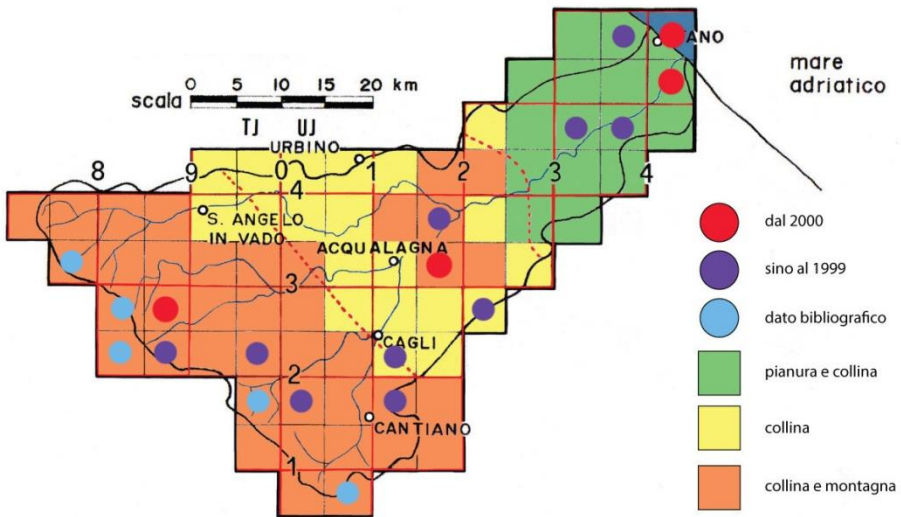 ANO
mare
adriatico
0 5 10 15 20 km
scala
TJ UJ
URBINO
8 9 0 1 2 3 4
4
S. ANGELO
IN VADO
ACQUALAGNA
3
CAGLI
2
CANTIANO
1
dal 2000
sino al 1999
dato bibliografico
pianura e collina
collina
collina e montagna